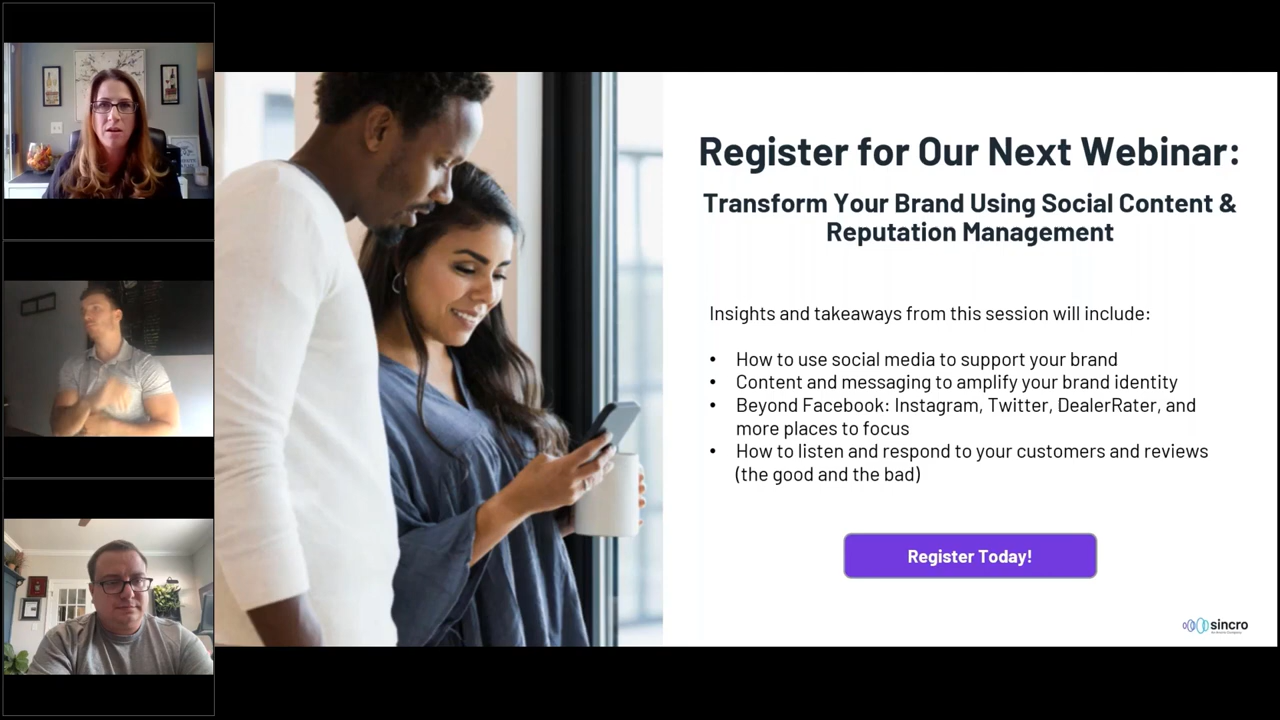 Register for Our Next Webinar:
Transform Your Brand Using Social Content &
Reputation Management
Insights and takeaways from this session will include:
• How to use social media to support your brand
• Content and messaging to amplify your brand identity
• Beyond Facebook: Instagram, Twitter, DealerRater, and
more places to focus
• How to listen and respond to your customers and reviews
(the good and the bad)
Register Today!
sincro